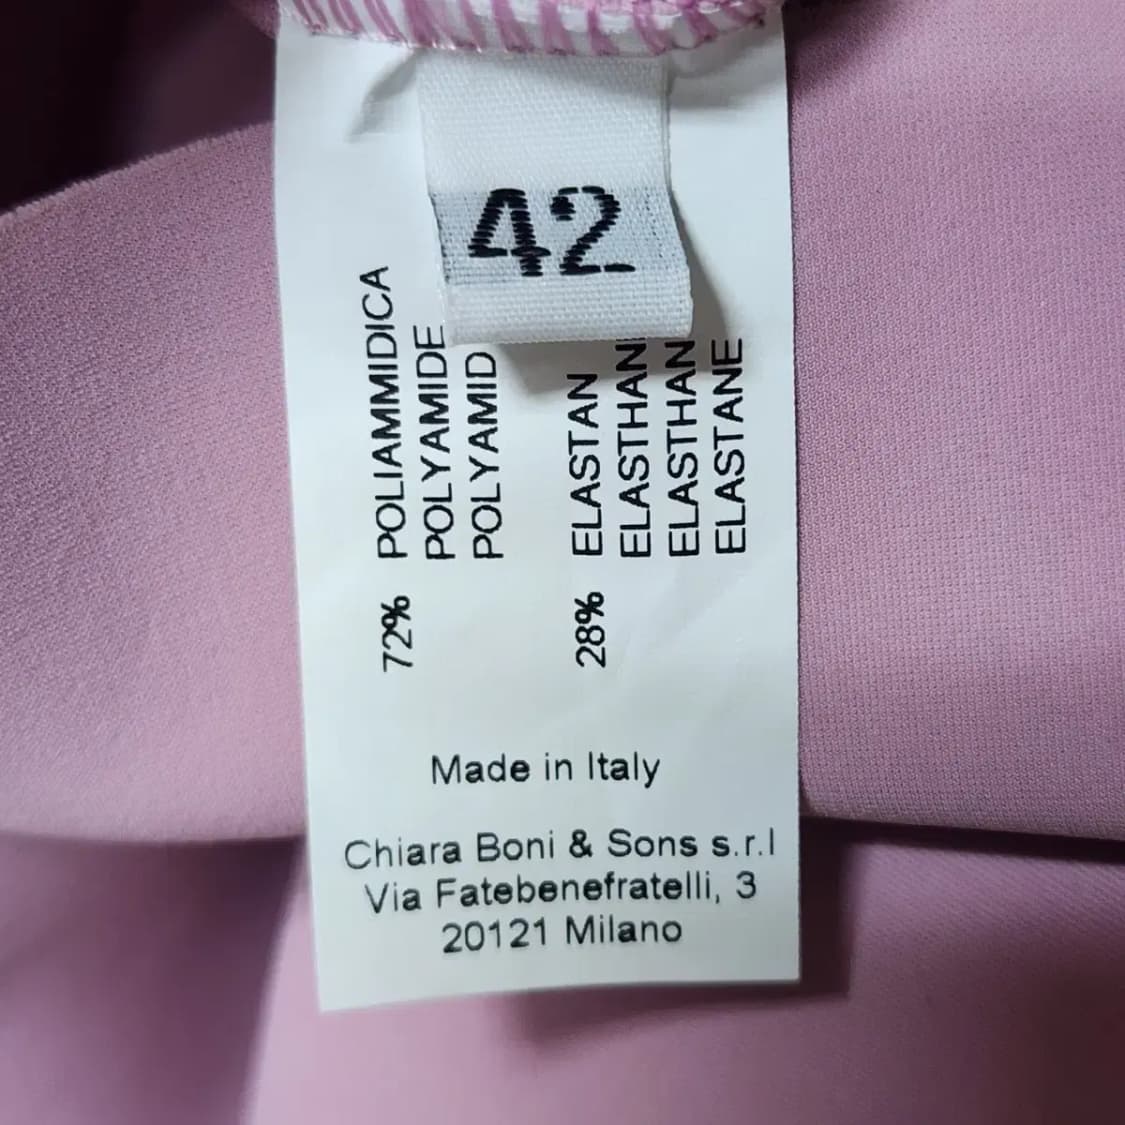 42
72% POLIAMMIDICA
POLYAMIDE
POLYAMID
28% ELASTAN
ELASTHAN
ELASTHAN
ELASTANE
Made in Italy
Chiara Boni & Sons s.r.l
Via Fatebenefratelli, 3
20121 Milano